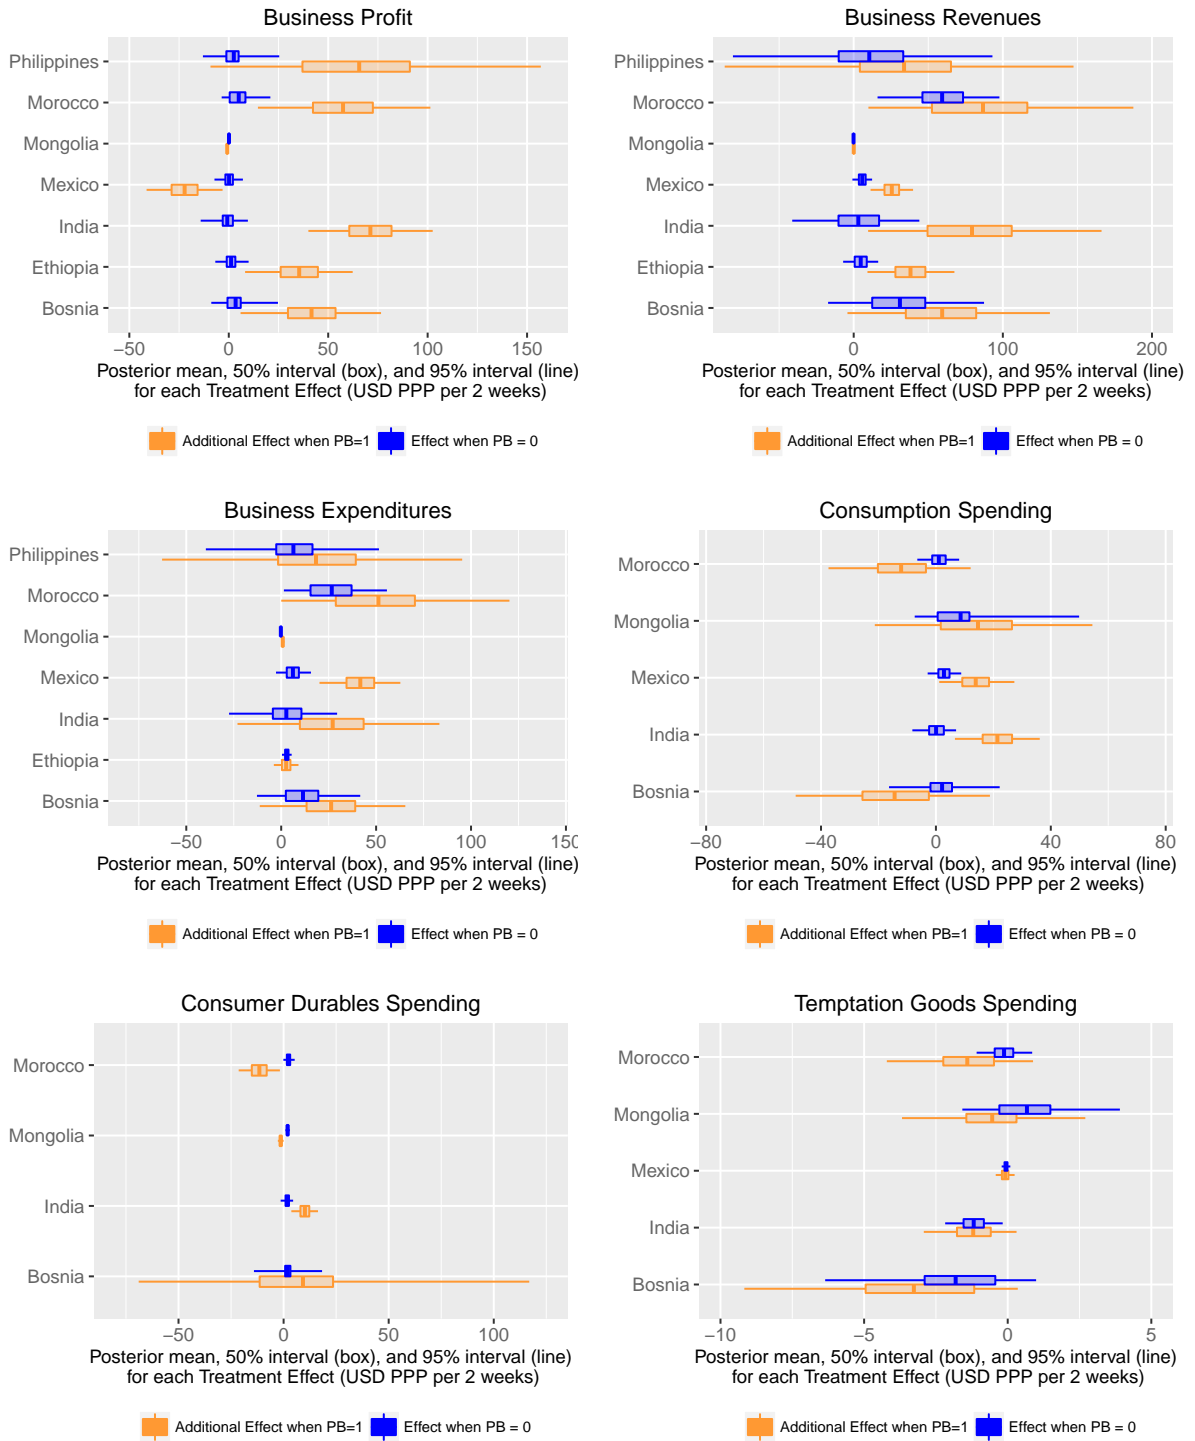 Business Profit
Philippines
Morocco
Mongolia
Mexico
India
Ethiopia
Bosnia
−50 0 50 100 150
Posterior mean, 50% interval (box), and 95% interval (line)
for each Treatment Effect (USD PPP per 2 weeks)
Additional Effect when PB=1 Effect when PB = 0
Business Revenues
Philippines
Morocco
Mongolia
Mexico
India
Ethiopia
Bosnia
0 100 200
Posterior mean, 50% interval (box), and 95% interval (line)
for each Treatment Effect (USD PPP per 2 weeks)
Additional Effect when PB=1 Effect when PB = 0
Business Expenditures
Philippines
Morocco
Mongolia
Mexico
India
Ethiopia
Bosnia
−50 0 50 100 150
Posterior mean, 50% interval (box), and 95% interval (line)
for each Treatment Effect (USD PPP per 2 weeks)
Additional Effect when PB=1 Effect when PB = 0
Consumption Spending
Morocco
Mongolia
Mexico
India
Bosnia
−80 −40 0 40 80
Posterior mean, 50% interval (box), and 95% interval (line)
for each Treatment Effect (USD PPP per 2 weeks)
Additional Effect when PB=1 Effect when PB = 0
Consumer Durables Spending
Morocco
Mongolia
India
Bosnia
−50 0 50 100
Posterior mean, 50% interval (box), and 95% interval (line)
for each Treatment Effect (USD PPP per 2 weeks)
Additional Effect when PB=1 Effect when PB = 0
Temptation Goods Spending
Morocco
Mongolia
Mexico
India
Bosnia
−10 −5 0 5
Posterior mean, 50% interval (box), and 95% interval (line)
for each Treatment Effect (USD PPP per 2 weeks)
Additional Effect when PB=1 Effect when PB = 0